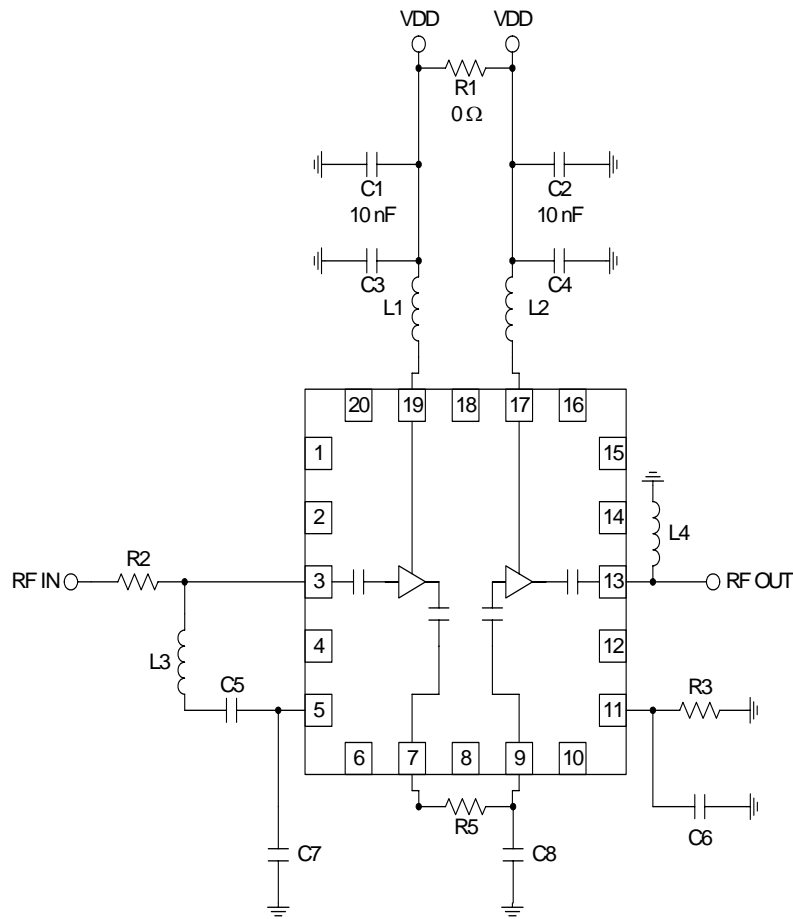 VDD VDD
R1
0 Ω
C1 C2
10 nF 10 nF
C3 C4
L1 L2
20 19 18 17 16
1 15
2 14
L4
R2
RF IN 3 13 RF OUT
4 12
L3
C5 R3
5 11
6 7 8 9 10
R5 C6
C7 C8